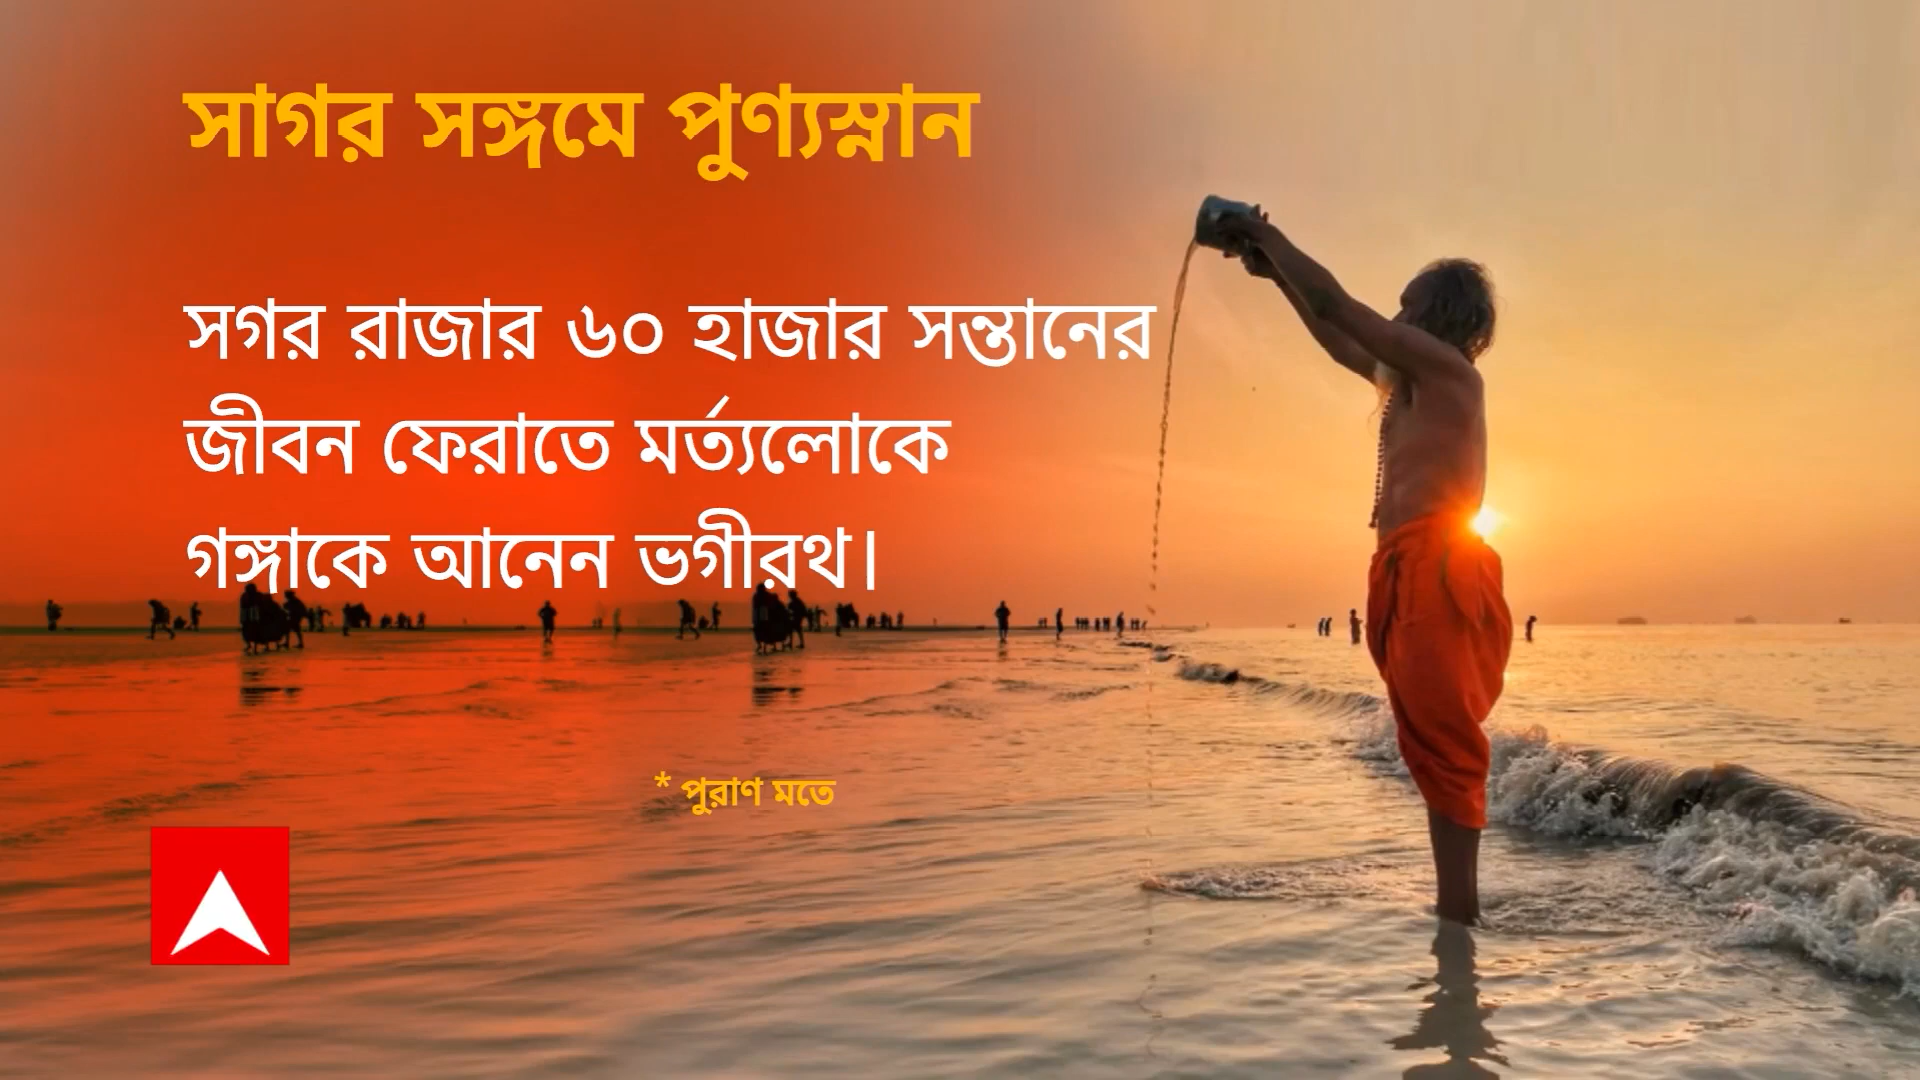 সাগর সঙ্গমে পুণ্যস্নান
সগর রাজার ৬০ হাজার সন্তানের
জীবন ফেরাতে মর্ত্যলোকে
গঙ্গাকে আনেন ভগীরথ।
* পুরাণ মতে